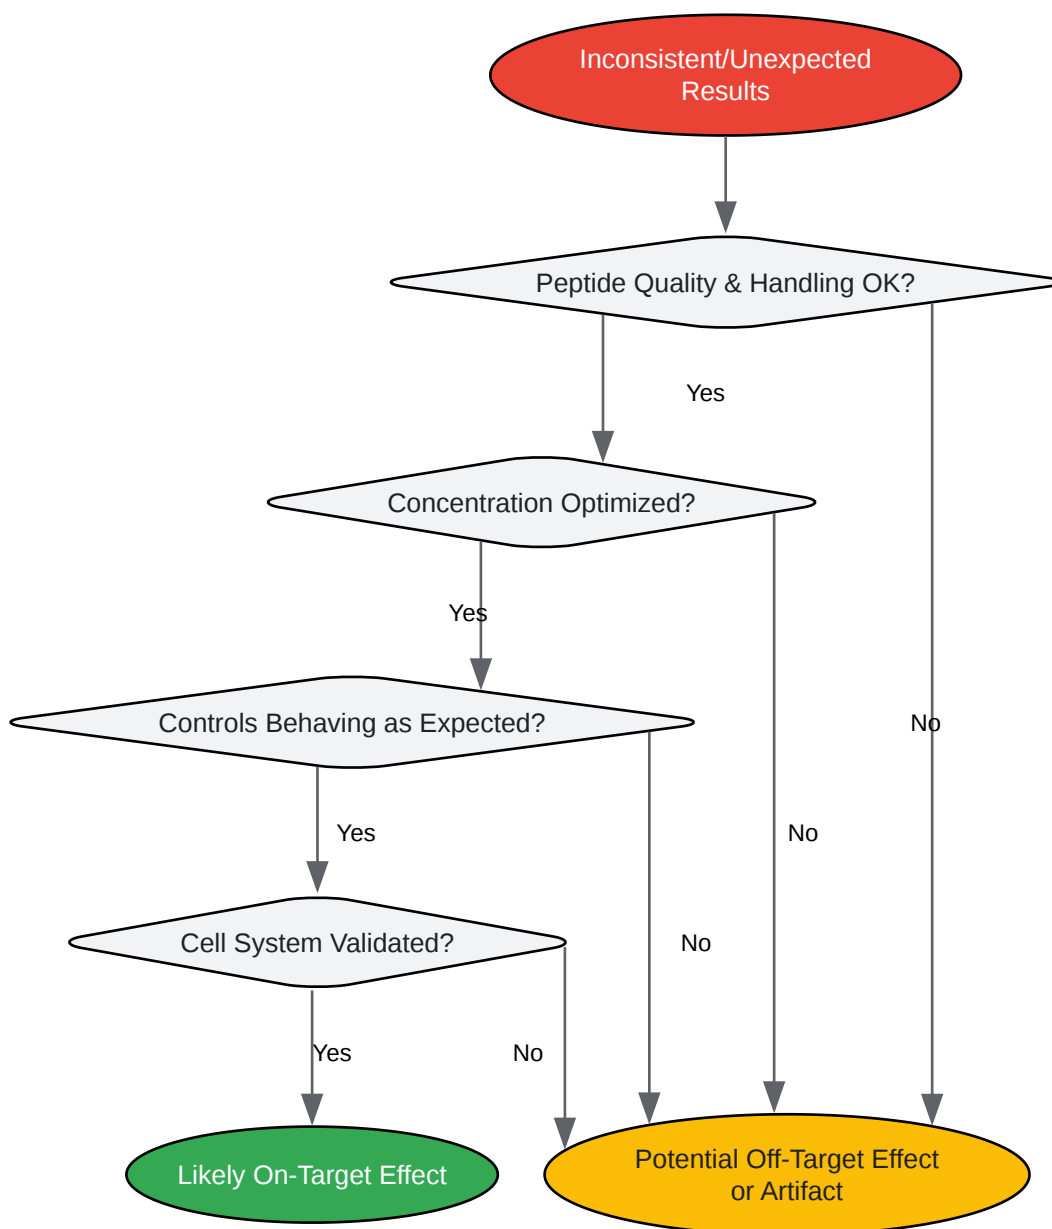 Inconsistent/Unexpected
Results
Peptide Quality & Handling OK?
Yes
Concentration Optimized?
Yes
Controls Behaving as Expected?
No
Yes
No
Cell System Validated?
No
Yes
No
Likely On-Target Effect
Potential Off-Target Effect
or Artifact